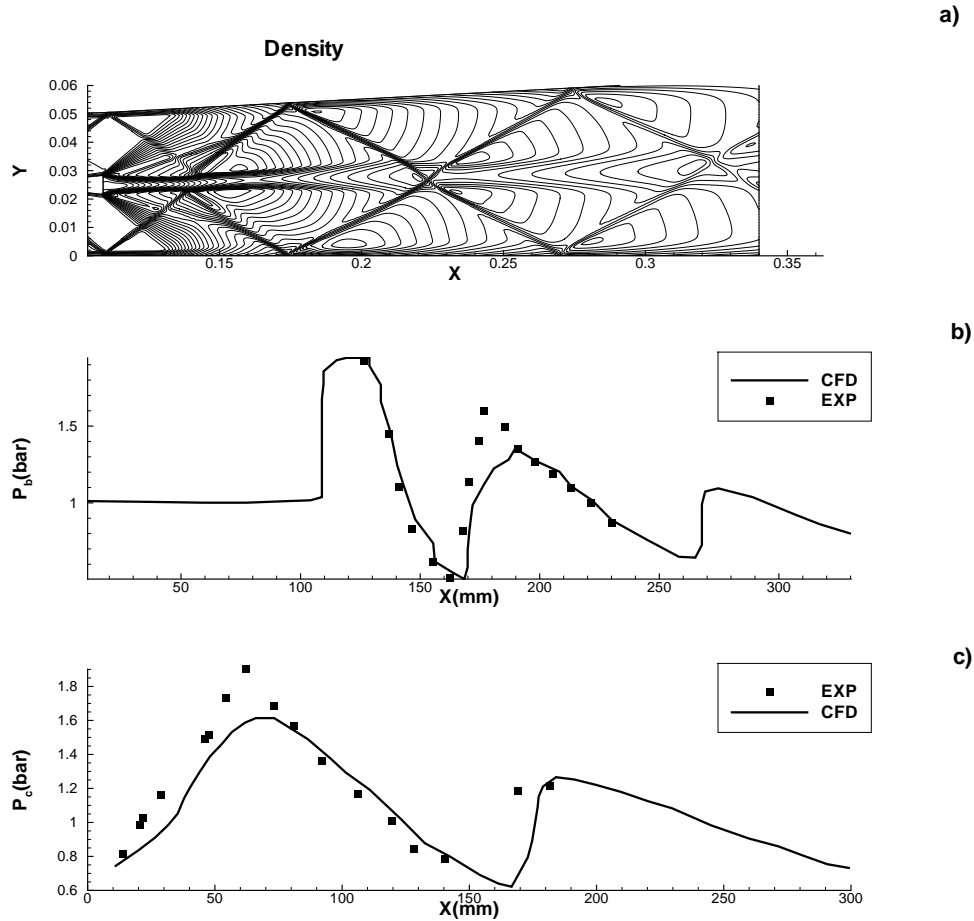 a)
Density
Y
0.06
0.05
0.04
0.03
0.02
0.01
0
0.15
0.2
0.25
0.3
0.35
X
b)
CFD
EXP
P_b(bar)
1.5
1
50
100
150
200
250
300
X(mm)
c)
EXP
CFD
P_c(bar)
1.8
1.6
1.4
1.2
1
0.8
0.6
0
50
100
150
200
250
300
X(mm)